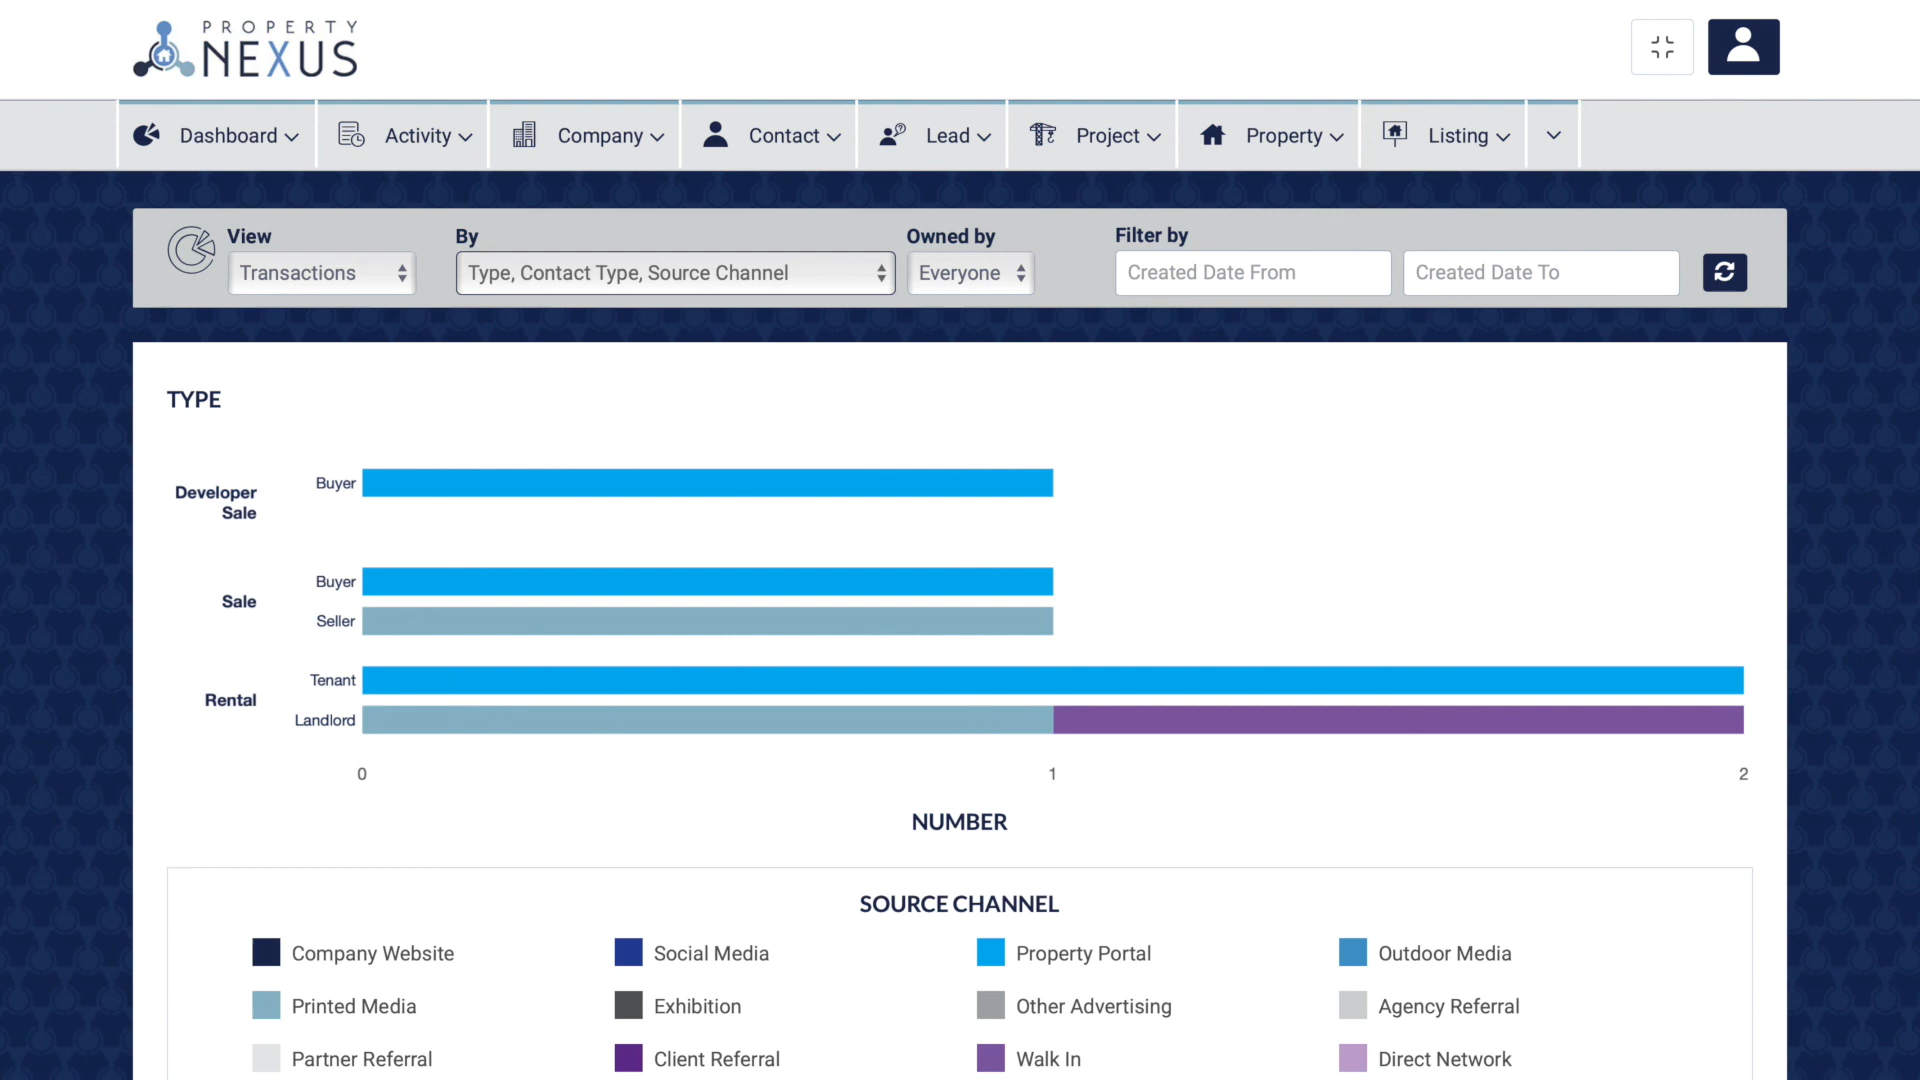 PROPERTY
NEXUS
Dashboard
Activity
Company
Contact
Lead
Project
Property
Listing
View
By
Owned by
Filter by
Transactions
Type, Contact Type, Source Channel
Everyone
Created Date From
Created Date To
TYPE
Developer
Sale
Buyer
Sale
Buyer
Seller
Rental
Tenant
Landlord
0
1
2
NUMBER
SOURCE CHANNEL
Company Website
Social Media
Property Portal
Outdoor Media
Printed Media
Exhibition
Other Advertising
Agency Referral
Partner Referral
Client Referral
Walk In
Direct Network